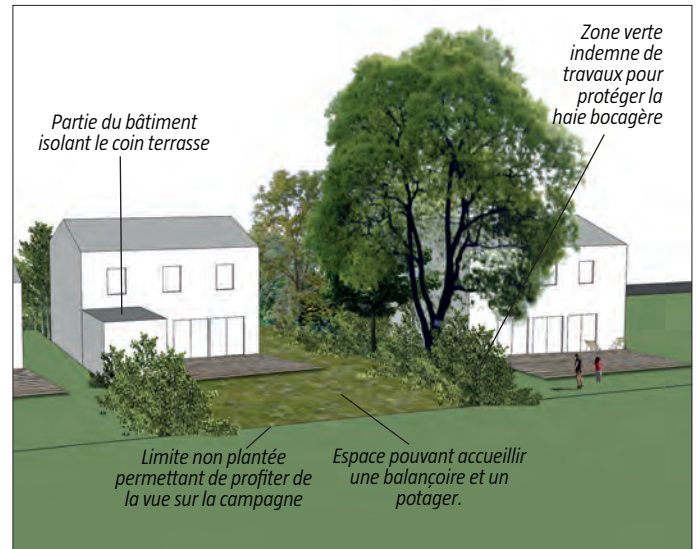 Zone verte
indemne de
travaux pour
protéger la
haie bocagère
Partie du bâtiment
isolant le coin terrasse
Limite non plantée
permettant de profiter de
la vue sur la campagne
Espace pouvant accueillir
une balançoire et un
potager.